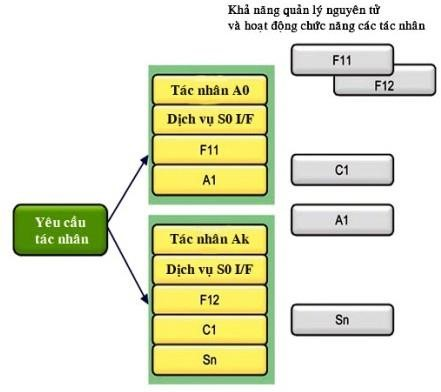 Khả năng quản lý nguyên tử
và hoạt động chức năng các tác nhân
F11
F12
Tác nhân A0
Dịch vụ S0 I/F
F11
A1
C1
A1
Yêu cầu
tác nhân
Tác nhân Ak
Dịch vụ S0 I/F
F12
C1
Sn
Sn